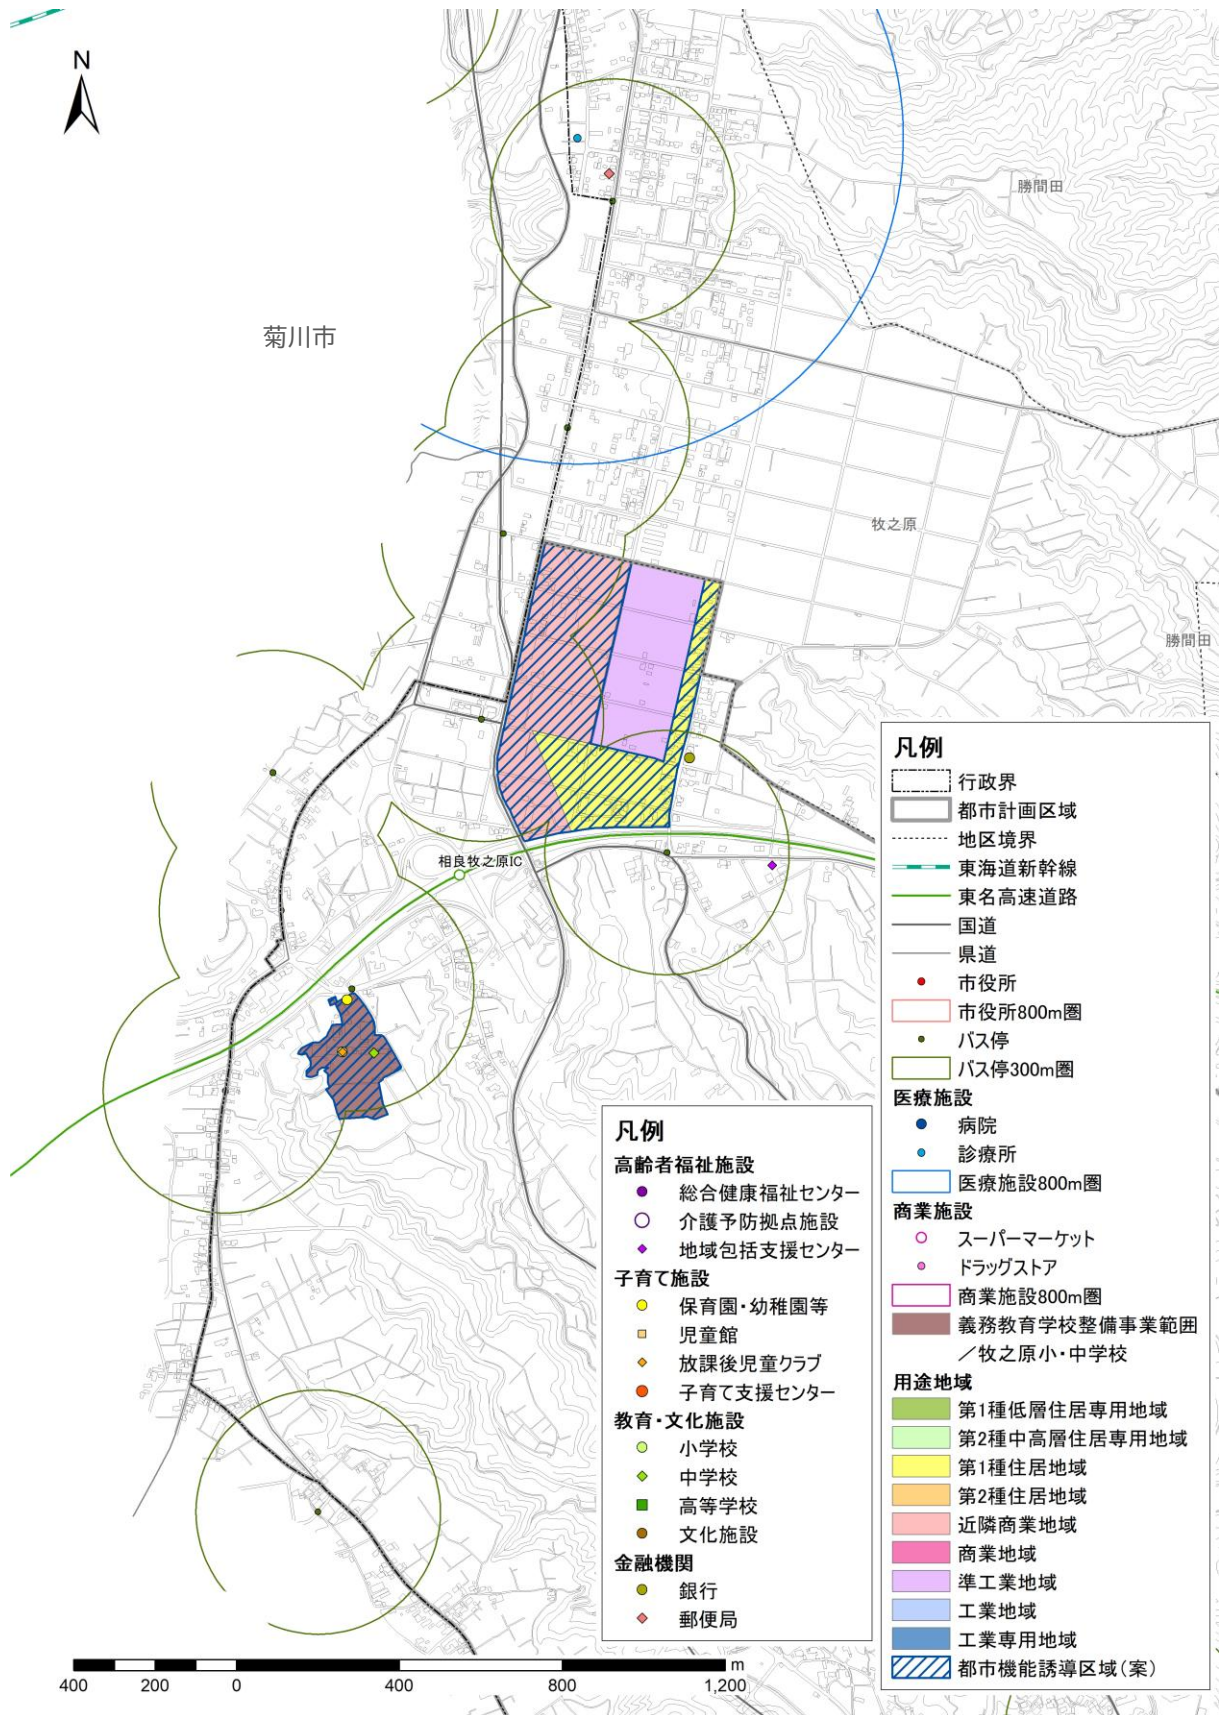 N
勝間田
菊川市
牧之原
勝間田
相良牧之原IC
凡例
行政界
都市計画区域
地区境界
東海道新幹線
東名高速道路
国道
県道
市役所
市役所800m圏
バス停
バス停300m圏
医療施設
病院
診療所
医療施設800m圏
商業施設
スーパーマーケット
ドラッグストア
商業施設800m圏
義務教育学校整備事業範囲
／牧之原小・中学校
用途地域
第1種低層住居専用地域
第2種中高層住居専用地域
第1種住居地域
第2種住居地域
近隣商業地域
商業地域
準工業地域
工業地域
工業専用地域
都市機能誘導区域(案)
凡例
高齢者福祉施設
総合健康福祉センター
介護予防拠点施設
地域包括支援センター
子育て施設
保育園・幼稚園等
児童館
放課後児童クラブ
子育て支援センター
教育・文化施設
小学校
中学校
高等学校
文化施設
金融機関
銀行
郵便局
m
400 200 0 400 800 1,200